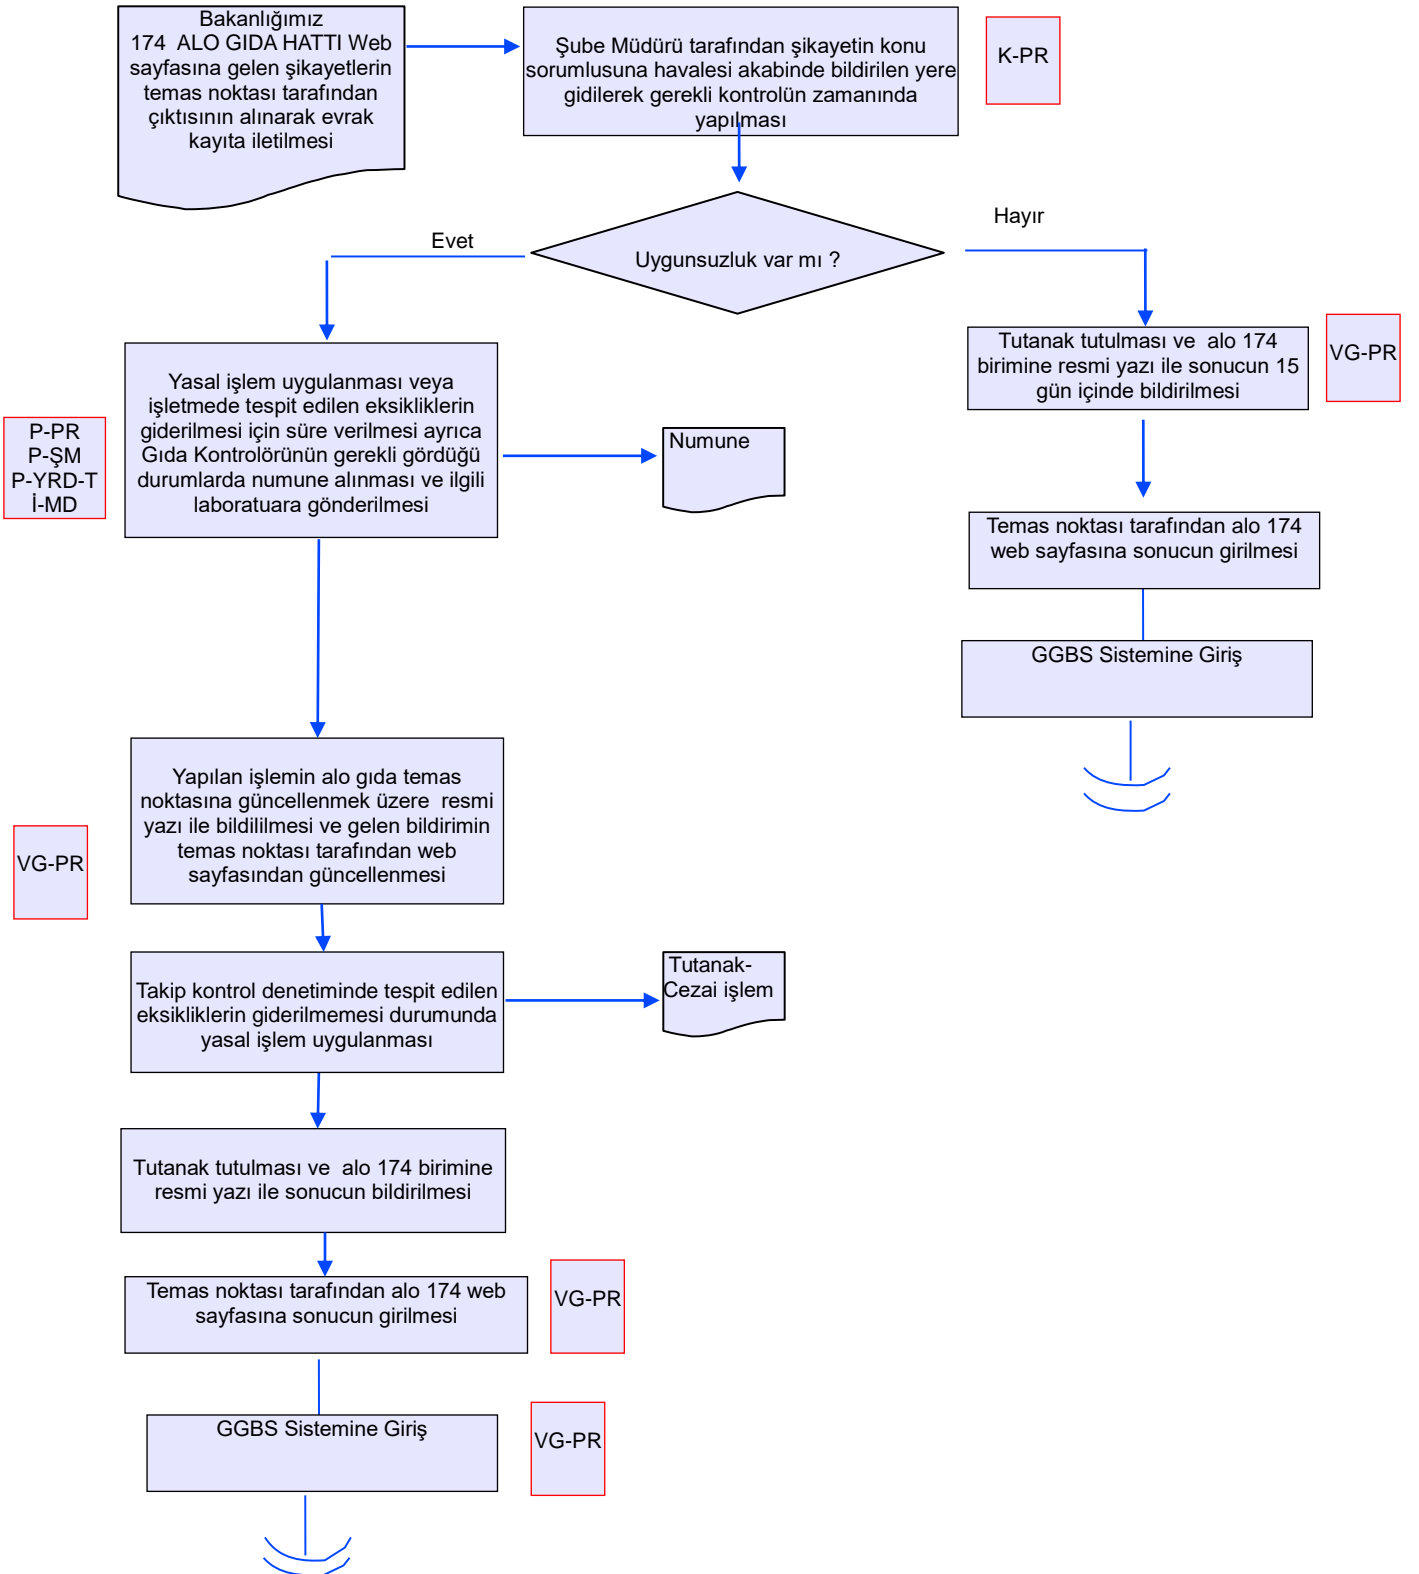 Bakanlığımız
174 ALO GIDA HATTI Web
sayfasına gelen şikayetlerin
temas noktası tarafından
çıktısının alınarak evrak
kayıta iletilmesi
Şube Müdürü tarafından şikayetin konu
sorumlusuna havalesi akabinde bildirilen yere
gidilerek gerekli kontrolün zamanında
yapılması
K-PR
Uygunsuzluk var mı ?
Evet
Hayır
Yasal işlem uygulanması veya
işletmede tespit edilen eksikliklerin
giderilmesi için süre verilmesi ayrıca
Gıda Kontrolörünün gerekli gördüğü
durumlarda numune alınması ve ilgili
laboratuara gönderilmesi
P-PR
P-ŞM
P-YRD-T
İ-MD
Numune
Tutanak tutulması ve alo 174
birimine resmi yazı ile sonucun 15
gün içinde bildirilmesi
VG-PR
Temas noktası tarafından alo 174
web sayfasına sonucun girilmesi
GGBS Sistemine Giriş
Yapılan işlemin alo gıda temas
noktasına güncellenmek üzere resmi
yazı ile bildililmesi ve gelen bildirimin
temas noktası tarafından web
sayfasından güncellenmesi
VG-PR
Takip kontrol denetiminde tespit edilen
eksikliklerin giderilmemesi durumunda
yasal işlem uygulanması
Tutanak-
Cezai işlem
Tutanak tutulması ve alo 174 birimine
resmi yazı ile sonucun bildirilmesi
Temas noktası tarafından alo 174 web
sayfasına sonucun girilmesi
VG-PR
GGBS Sistemine Giriş
VG-PR